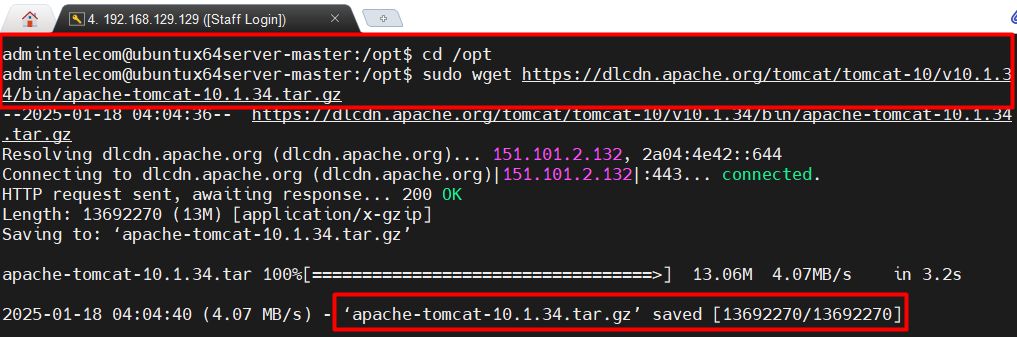 4. 192.168.129.129 ([Staff Login])
admintelecom@ubuntux64server-master:/opt$ cd /opt
admintelecom@ubuntux64server-master:/opt$ sudo wget https://dlcdn.apache.org/tomcat/tomcat-10/v10.1.3
4/bin/apache-tomcat-10.1.34.tar.gz
--2025-01-18 04:04:36--  https://dlcdn.apache.org/tomcat/tomcat-10/v10.1.34/bin/apache-tomcat-10.1.34
.tar.gz
Resolving dlcdn.apache.org (dlcdn.apache.org)... 151.101.2.132, 2a04:4e42::644
Connecting to dlcdn.apache.org (dlcdn.apache.org)|151.101.2.132|:443... connected.
HTTP request sent, awaiting response... 200 OK
Length: 13692270 (13M) [application/x-gzip]
Saving to: ‘apache-tomcat-10.1.34.tar.gz’
apache-tomcat-10.1.34.tar 100%[==================================>]  13.06M  4.07MB/s    in 3.2s
2025-01-18 04:04:40 (4.07 MB/s) - ‘apache-tomcat-10.1.34.tar.gz’ saved [13692270/13692270]